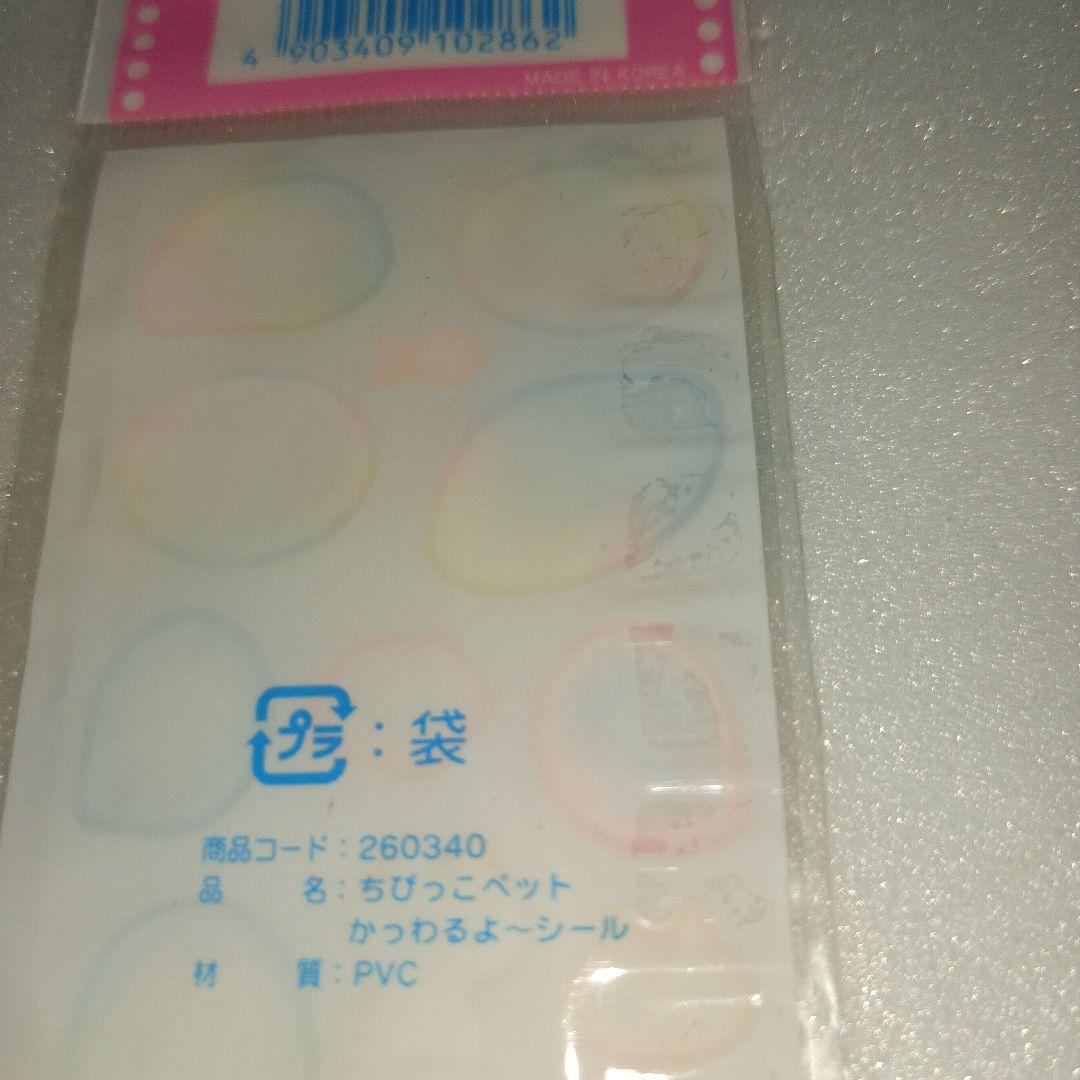 4 903409 102862
MADE IN KOREA
プラ：袋
商品コード：260340
品　　名：ちびっこペット
かっわるよ～シール
材　　質：PVC